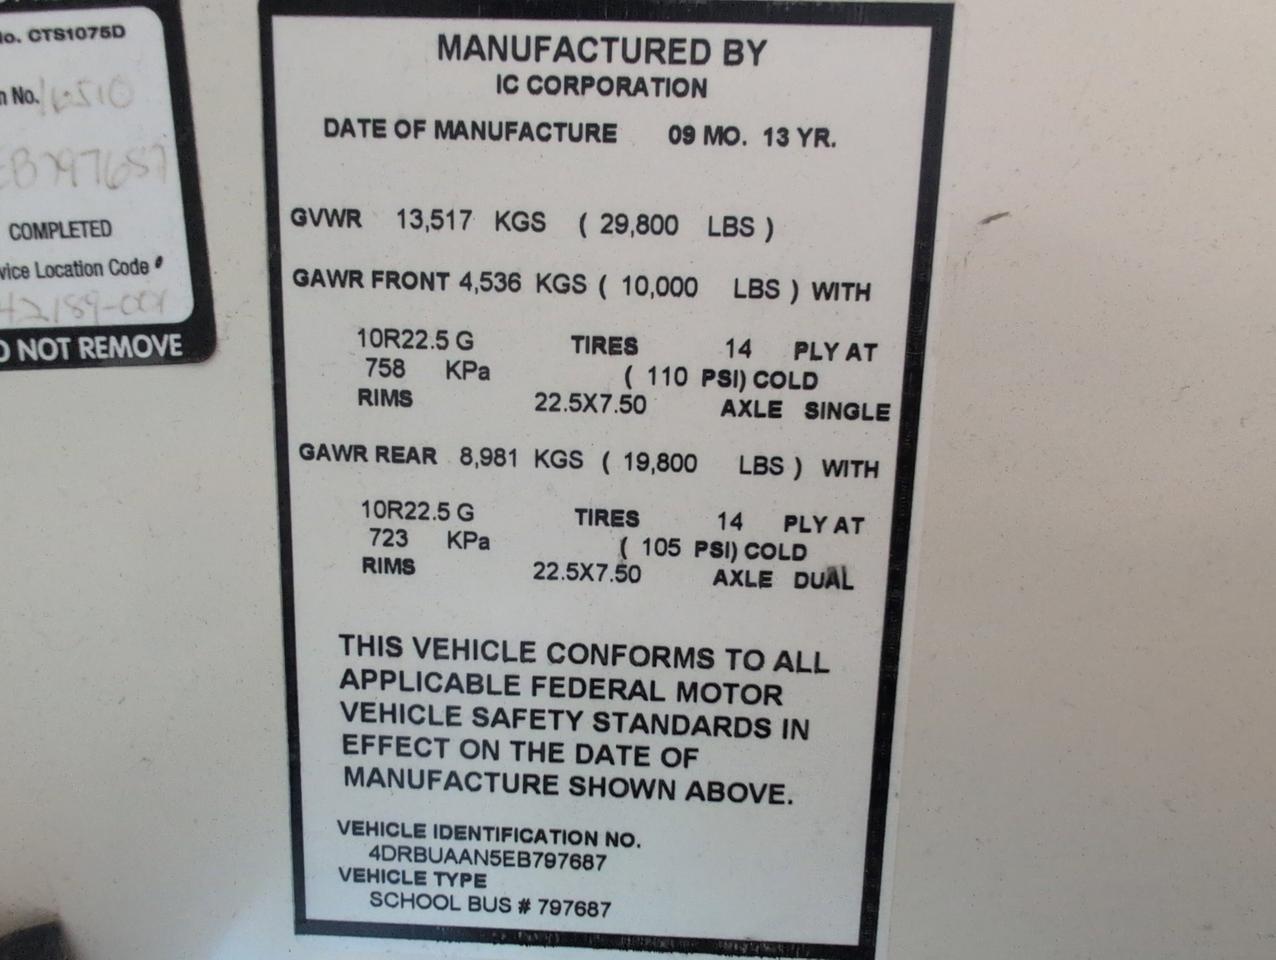 No. CTS1075D
No.
COMPLETED
Service Location Code
42189-001
DO NOT REMOVE
MANUFACTURED BY
IC CORPORATION
DATE OF MANUFACTURE 09 MO. 13 YR.
GVWR 13,517 KGS ( 29,800 LBS )
GAWR FRONT 4,536 KGS ( 10,000 LBS ) WITH
10R22.5 G TIRES 14 PLY AT
758 KPa ( 110 PSI) COLD
RIMS 22.5X7.50 AXLE SINGLE
GAWR REAR 8,981 KGS ( 19,800 LBS ) WITH
10R22.5 G TIRES 14 PLY AT
723 KPa ( 105 PSI) COLD
RIMS 22.5X7.50 AXLE DUAL
THIS VEHICLE CONFORMS TO ALL
APPLICABLE FEDERAL MOTOR
VEHICLE SAFETY STANDARDS IN
EFFECT ON THE DATE OF
MANUFACTURE SHOWN ABOVE.
VEHICLE IDENTIFICATION NO.
4DRBUAAN5EB797687
VEHICLE TYPE
SCHOOL BUS # 797687